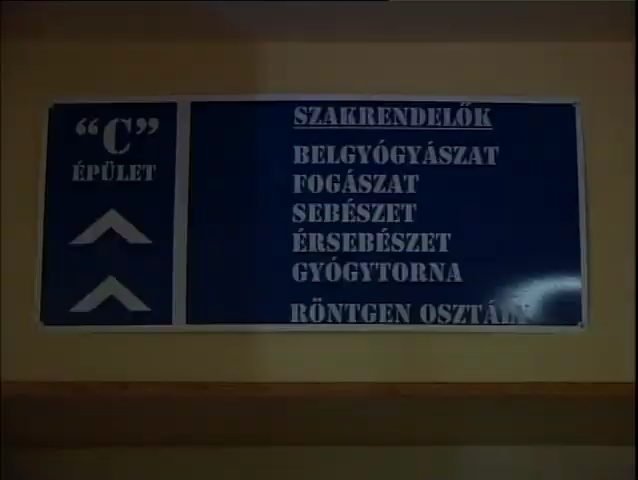 “C”
ÉPÜLET
SZAKRENDELŐK
BELGYÓGYÁSZAT
FOGÁSZAT
SEBÉSZET
ÉRSEBÉSZET
GYÓGYTORNA
RÖNTGEN OSZTÁLY